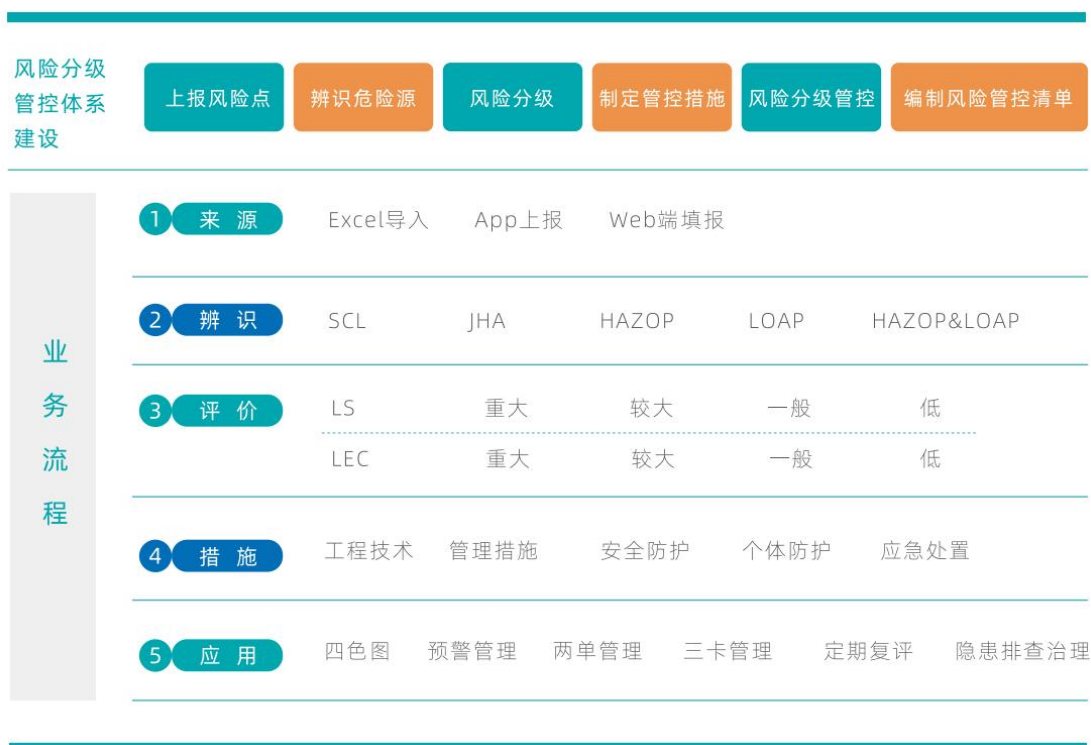 风险分级
管控体系
建设
上报风险点 辨识危险源 风险分级 制定管控措施 风险分级管控 编制风险管控清单
业务流程
1 来源 Excel导入 App上报 Web端填报
2 辨识 SCL JHA HAZOP LOAP HAZOP&LOAP
3 评价 LS 重大 较大 一般 低
LEC 重大 较大 一般 低
4 措施 工程技术 管理措施 安全防护 个体防护 应急处置
5 应用 四色图 预警管理 两单管理 三卡管理 定期复评 隐患排查治理